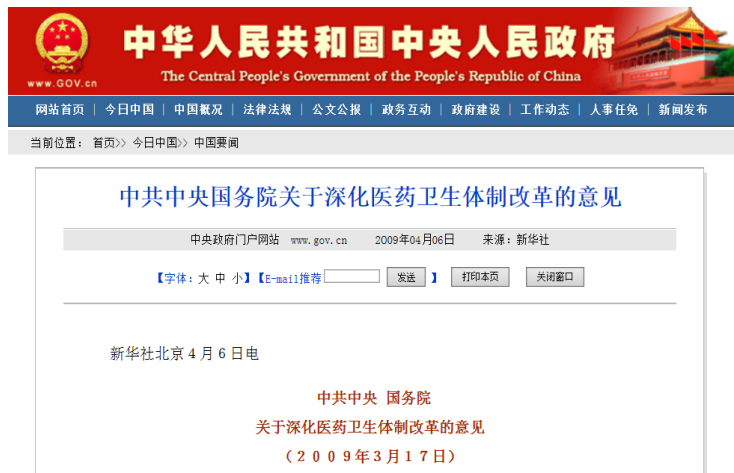 中华人民共和国中央人民政府
www.GOV.cn
The Central People's Government of the People's Republic of China
网站首页 | 今日中国 | 中国概况 | 法律法规 | 公文公报 | 政务互动 | 政府建设 | 工作动态 | 人事任免 | 新闻发布
当前位置: 首页>> 今日中国>> 中国要闻
中共中央国务院关于深化医药卫生体制改革的意见
中央政府门户网站 www.gov.cn 2009年04月06日 来源:新华社
【字体:大 中 小】【E-mail推荐 发送 】 打印本页 关闭窗口
新华社北京4月6日电
中共中央 国务院
关于深化医药卫生体制改革的意见
(2009年3月17日)